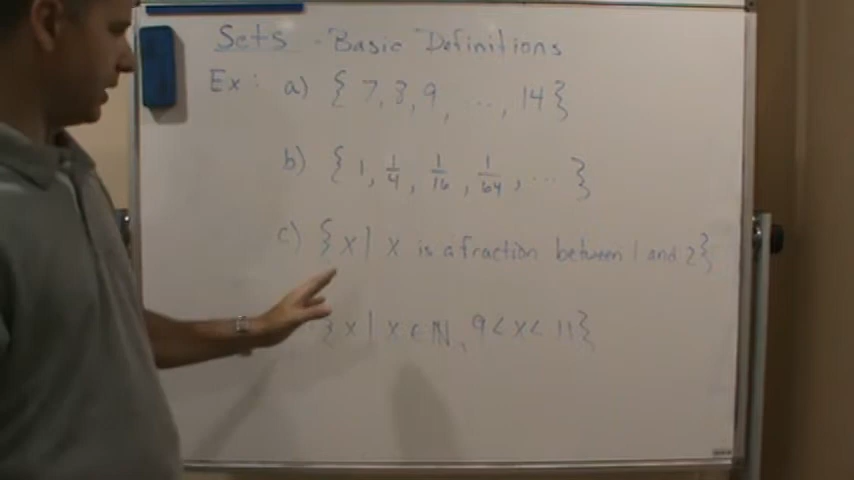 Sets - Basic Definitions
Ex: a) { 7, 8, 9, ..., 14 }
b) { 1, 1/4, 1/16, 1/64, ... }
c) { x | x is a fraction between 1 and 2 }
{ x | x ∈ ℕ, 9 < x < 11 }